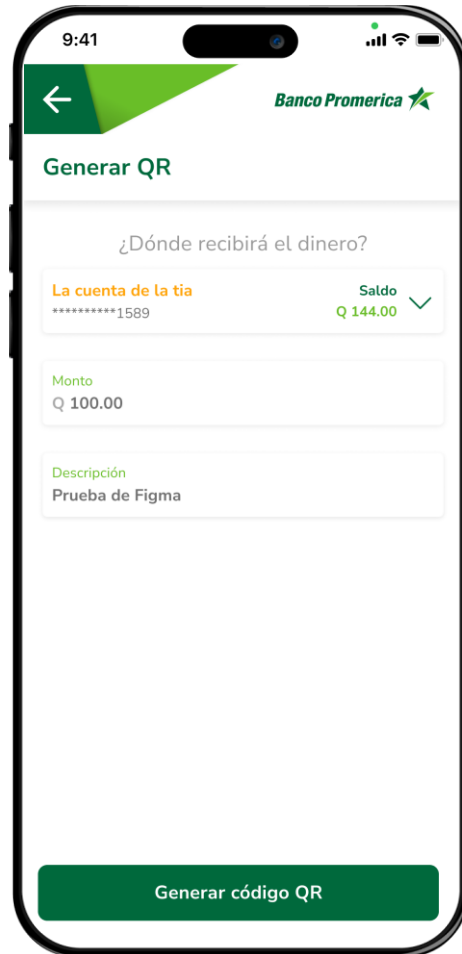 9:41
Banco Promerica
Generar QR
¿Dónde recibirá el dinero?
La cuenta de la tia
Saldo
**********1589
Q 144.00
Monto
Q 100.00
Descripción
Prueba de Figma
Generar código QR